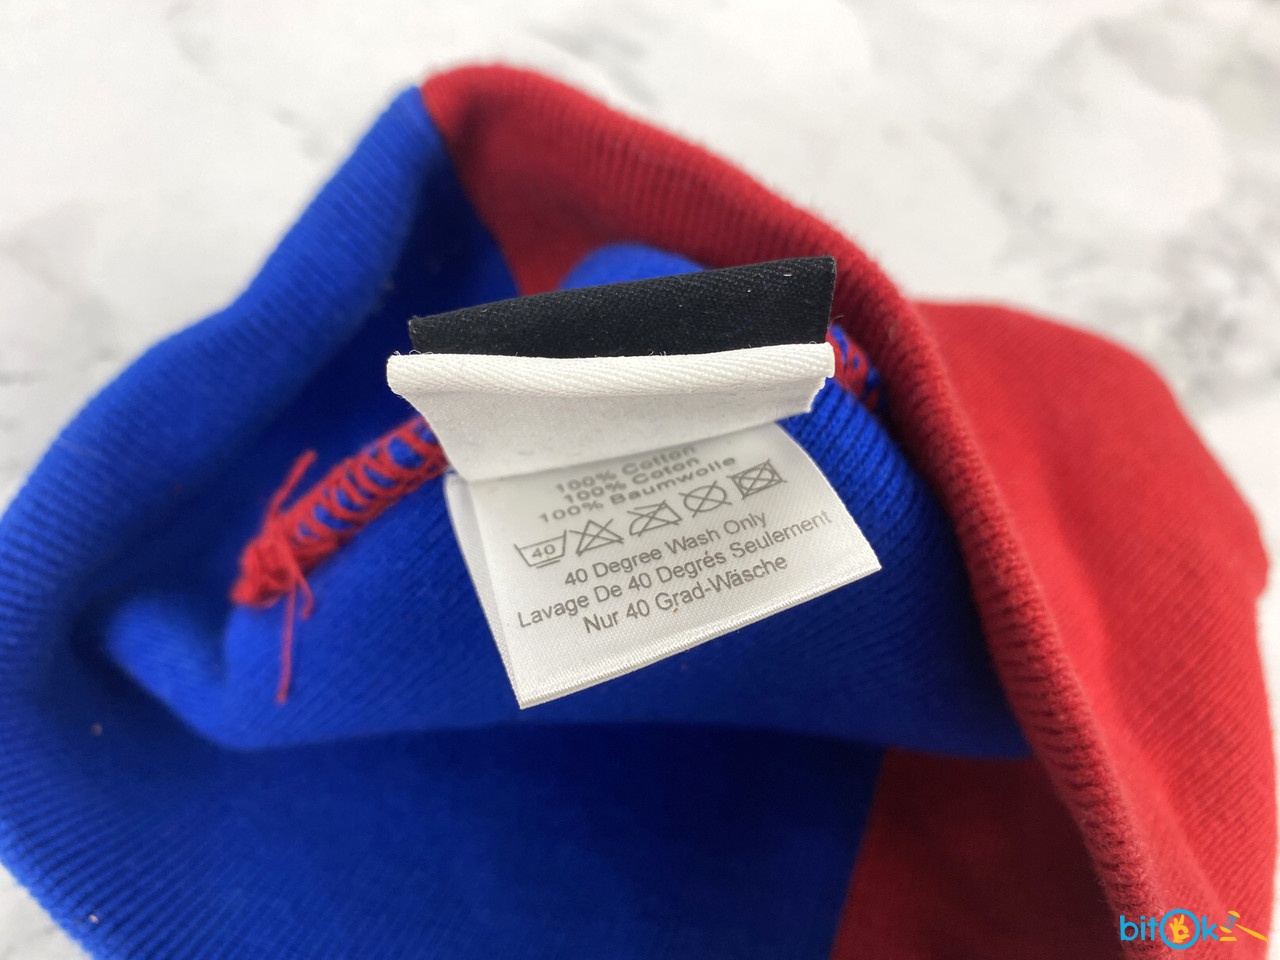 100% Cotton
100% Coton
100% Baumwolle
40
40 Degree Wash Only
Lavage De 40 Degrés Seulement
Nur 40 Grad-Wäsche
bitOk